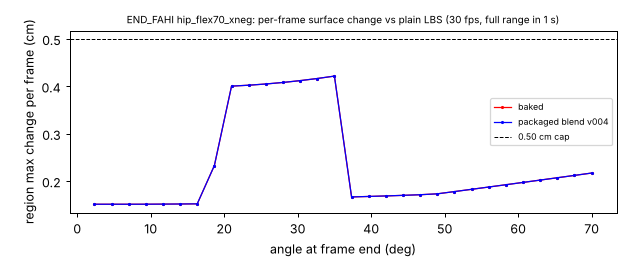 END_FAHI hip_flex70_xneg: per-frame surface change vs plain LBS (30 fps, full range in 1 s)
region max change per frame (cm)
0.5
0.4
0.3
0.2
baked
packaged blend v004
0.50 cm cap
0 10 20 30 40 50 60 70
angle at frame end (deg)